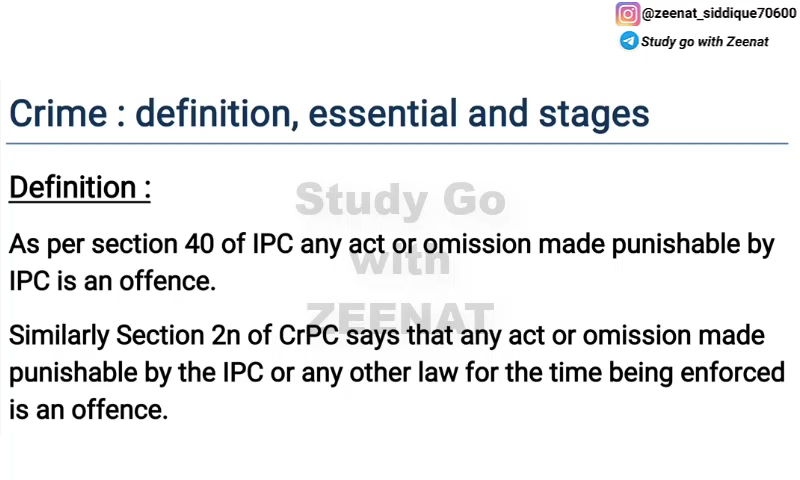 @zeenat_siddique70600
Study go with Zeenat
Crime : definition, essential and stages
Definition :
Study Go
with
ZEENAT
As per section 40 of IPC any act or omission made punishable by
IPC is an offence.
Similarly Section 2n of CrPC says that any act or omission made
punishable by the IPC or any other law for the time being enforced
is an offence.